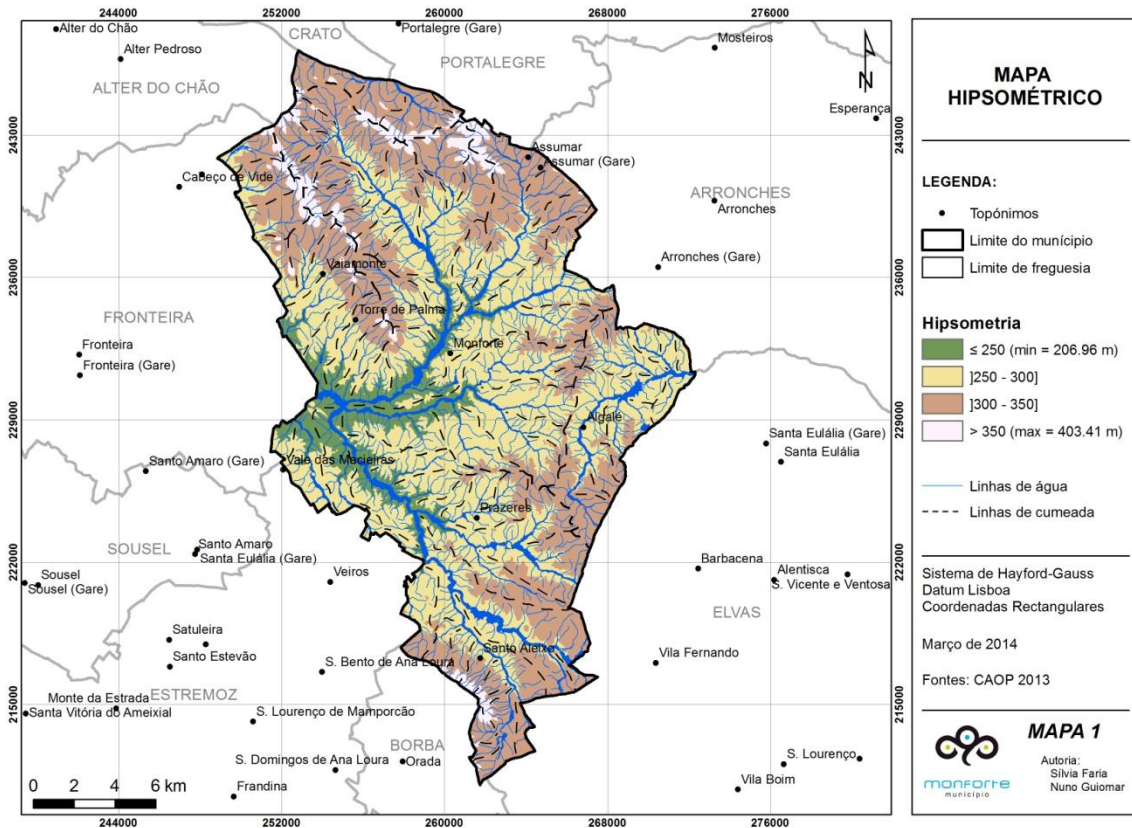 244000
252000
260000
268000
276000
Alter do Chão
Portalegre (Gare)
CRATO
Mosteiros
Alter Pedroso
PORTALEGRE
ALTER DO CHÃO
N
Esperança
243000
243000
Assumar
Assumar (Gare)
Cabeço de Vide
ARRONCHES
Arronches
Arronches (Gare)
236000
236000
Vaiamonte
Torre de Palma
FRONTEIRA
Fronteira
Monforte
Fronteira (Gare)
229000
229000
Algalé
Santa Eulália (Gare)
Santa Eulália
Santo Amaro (Gare)
Vale das Macieiras
Prazeres
SOUSEL
Santo Amaro
Santa Eulália (Gare)
222000
222000
Barbacena
Alentisca
S. Vicente e Ventosa
Sousel
Sousel (Gare)
Veiros
ELVAS
Satuleira
Santo Estevão
Santo Aleixo
Vila Fernando
S. Bento de Ana Loura
ESTREMOZ
Monte da Estrada
Santa Vitória do Ameixial
215000
215000
S. Lourenço de Mamporcão
BORBA
Orada
S. Domingos de Ana Loura
S. Lourenço
Vila Boim
Frandina
0 2 4 6 km
244000
252000
260000
268000
276000
MAPA
HIPSOMÉTRICO
LEGENDA:
Topónimos
Limite do munícipio
Limite de freguesia
Hipsometria
≤ 250 (min = 206.96 m)
]250 - 300]
]300 - 350]
> 350 (max = 403.41 m)
Linhas de água
Linhas de cumeada
Sistema de Hayford-Gauss
Datum Lisboa
Coordenadas Rectangulares
Março de 2014
Fontes: CAOP 2013
monforte
município
MAPA 1
Autoria:
Sílvia Faria
Nuno Guiomar